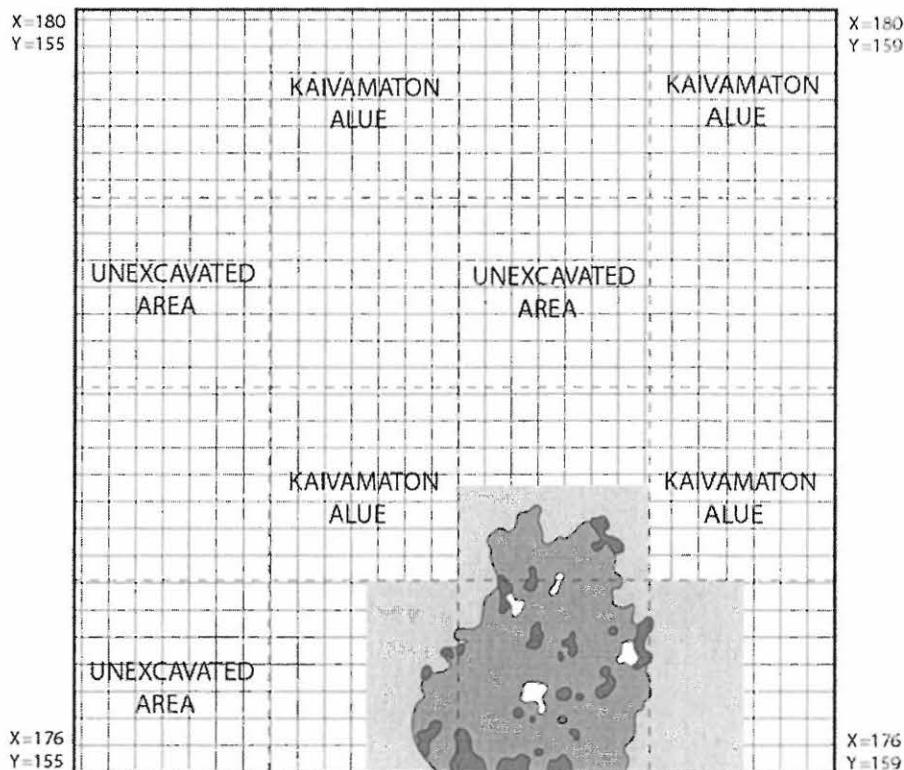 X=180
Y=155
X=180
Y=159
KAIVAMATON
ALUE
KAIVAMATON
ALUE
UNEXCAVATED
AREA
UNEXCAVATED
AREA
KAIVAMATON
ALUE
KAIVAMATON
ALUE
UNEXCAVATED
AREA
X=176
Y=155
X=176
Y=159